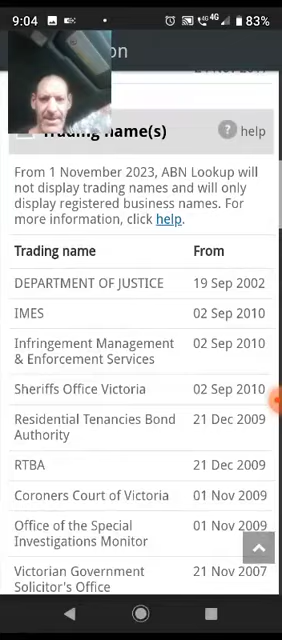 9:04 4G 4G 83%
on
Trading name(s) ? help
From 1 November 2023, ABN Lookup will
not display trading names and will only
display registered business names. For
more information, click help.
Trading name From
DEPARTMENT OF JUSTICE 19 Sep 2002
IMES 02 Sep 2010
Infringement Management 02 Sep 2010
& Enforcement Services
Sheriffs Office Victoria 02 Sep 2010
Residential Tenancies Bond 21 Dec 2009
Authority
RTBA 21 Dec 2009
Coroners Court of Victoria 01 Nov 2009
Office of the Special 01 Nov 2009
Investigations Monitor
Victorian Government 21 Nov 2007
Solicitor's Office